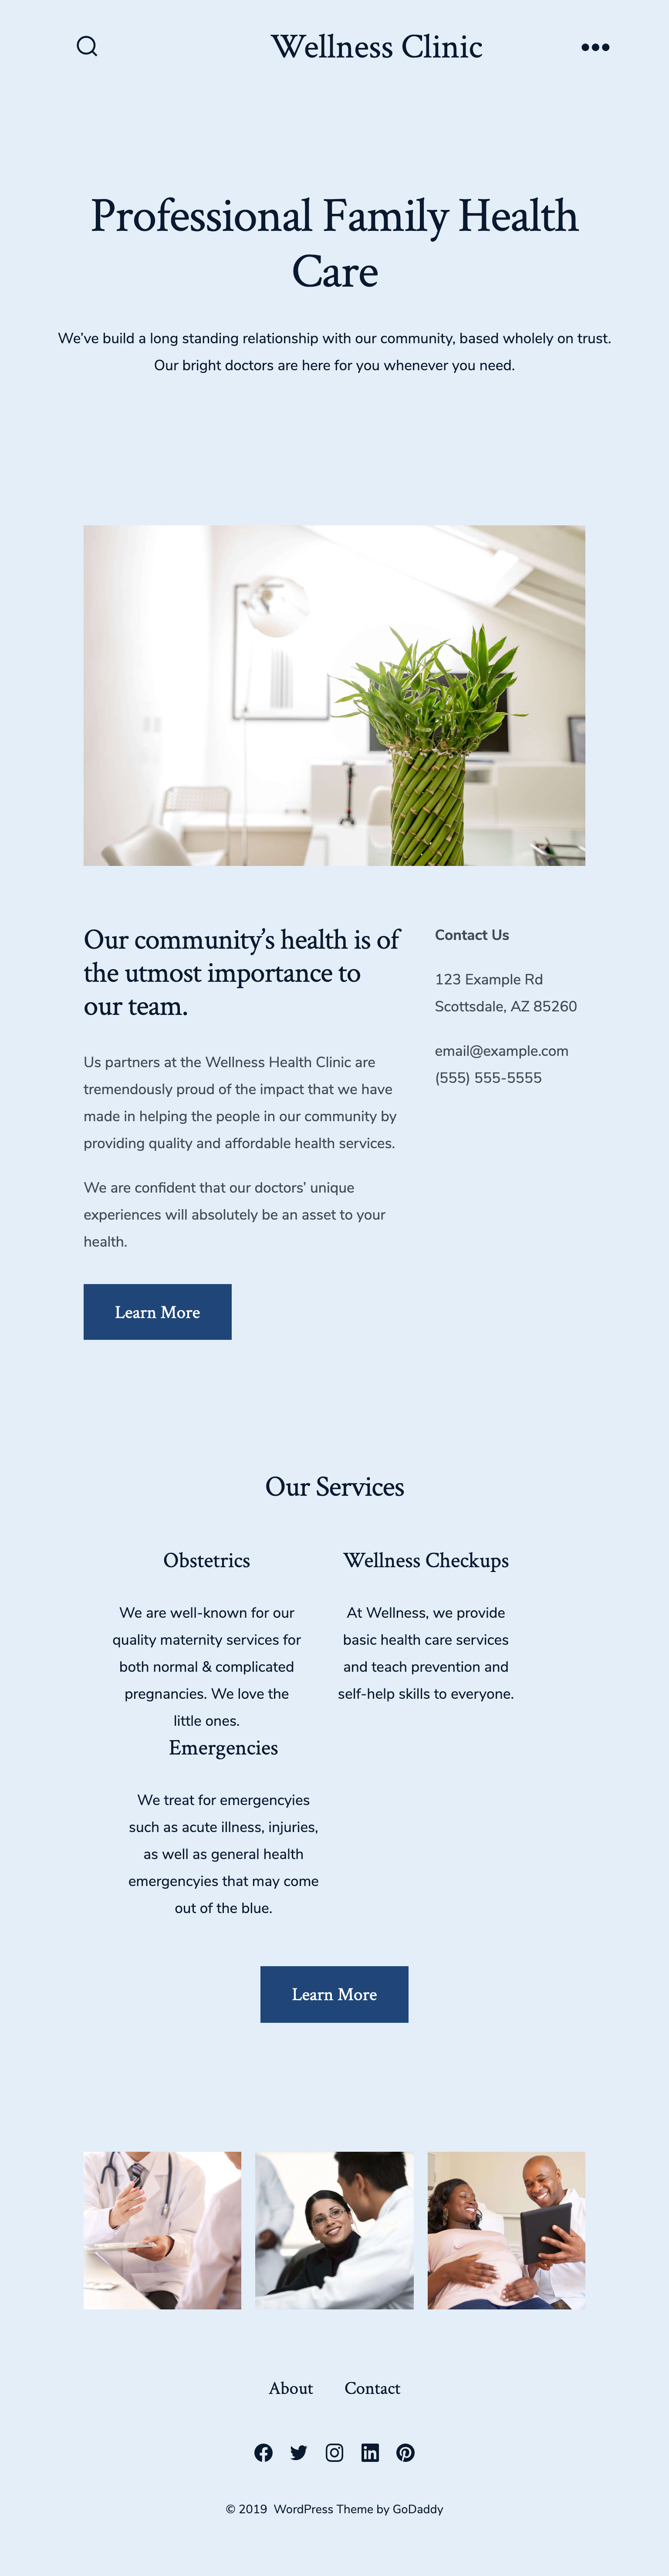 Wellness Clinic
Professional Family Health
Care
We've build a long standing relationship with our community, based wholely on trust.
Our bright doctors are here for you whenever you need.
Our community’s health is of
the utmost importance to
our team.
Us partners at the Wellness Health Clinic are
tremendously proud of the impact that we have
made in helping the people in our community by
providing quality and affordable health services.
We are confident that our doctors’ unique
experiences will absolutely be an asset to your
health.
Learn More
Contact Us
123 Example Rd
Scottsdale, AZ 85260
email@example.com
(555) 555-5555
Our Services
Obstetrics
We are well-known for our
quality maternity services for
both normal & complicated
pregnancies. We love the
little ones.
Wellness Checkups
At Wellness, we provide
basic health care services
and teach prevention and
self-help skills to everyone.
Emergencies
We treat for emergencyies
such as acute illness, injuries,
as well as general health
emergencyies that may come
out of the blue.
Learn More
About Contact
© 2019 WordPress Theme by GoDaddy